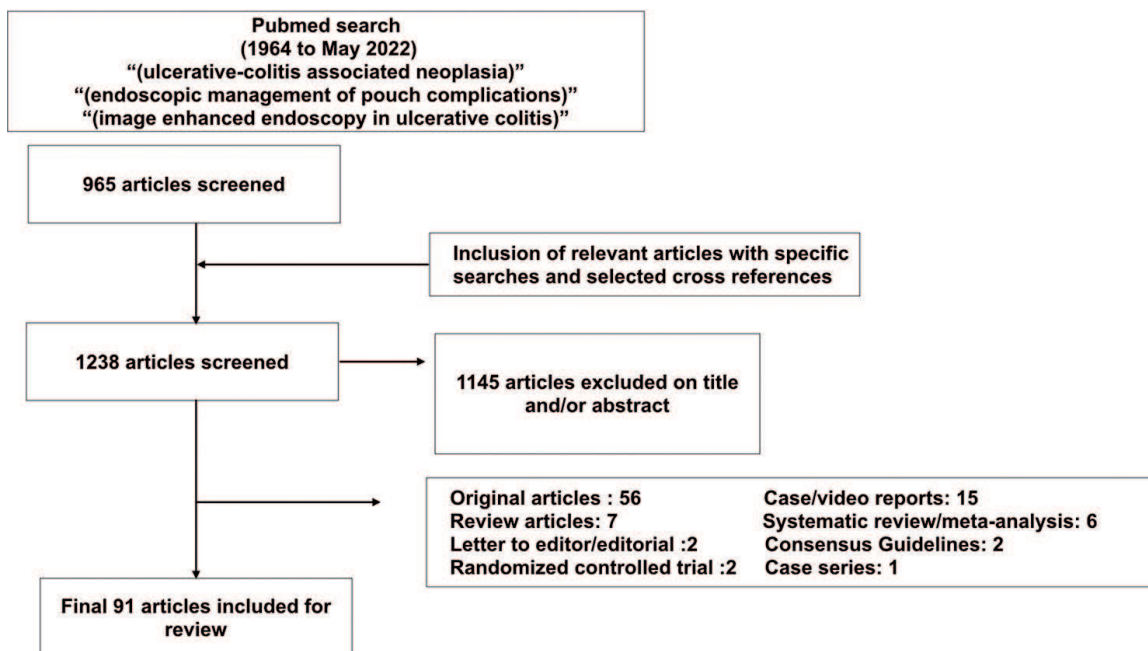 Pubmed search
(1964 to May 2022)
“(ulcerative-colitis associated neoplasia)”
“(endoscopic management of pouch complications)”
“(image enhanced endoscopy in ulcerative colitis)”
965 articles screened
Inclusion of relevant articles with specific
searches and selected cross references
1238 articles screened
1145 articles excluded on title
and/or abstract
Original articles : 56
Review articles: 7
Letter to editor/editorial :2
Randomized controlled trial :2
Case/video reports: 15
Systematic review/meta-analysis: 6
Consensus Guidelines: 2
Case series: 1
Final 91 articles included for
review